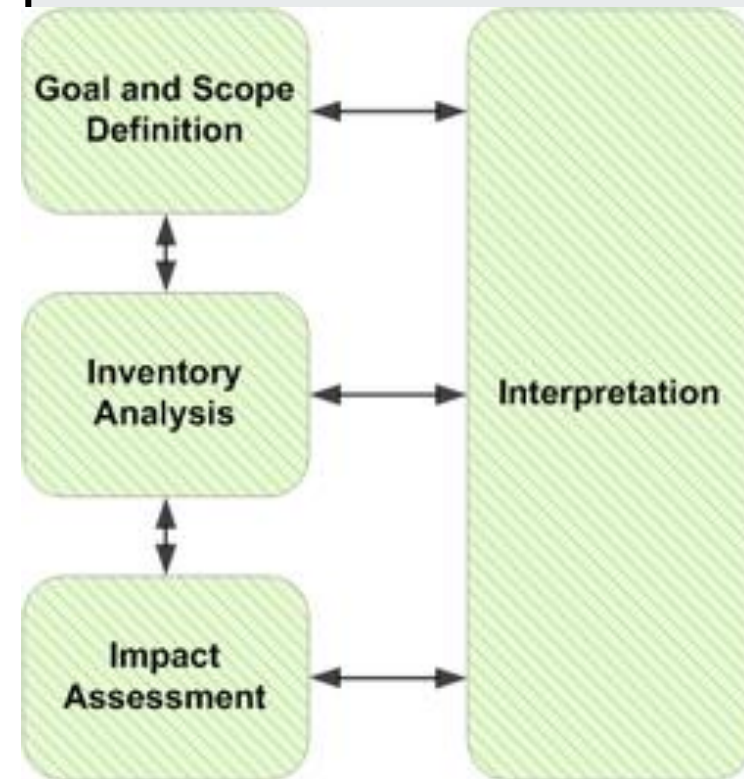 Goal and Scope
Definition
Inventory
Analysis
Interpretation
Impact
Assessment